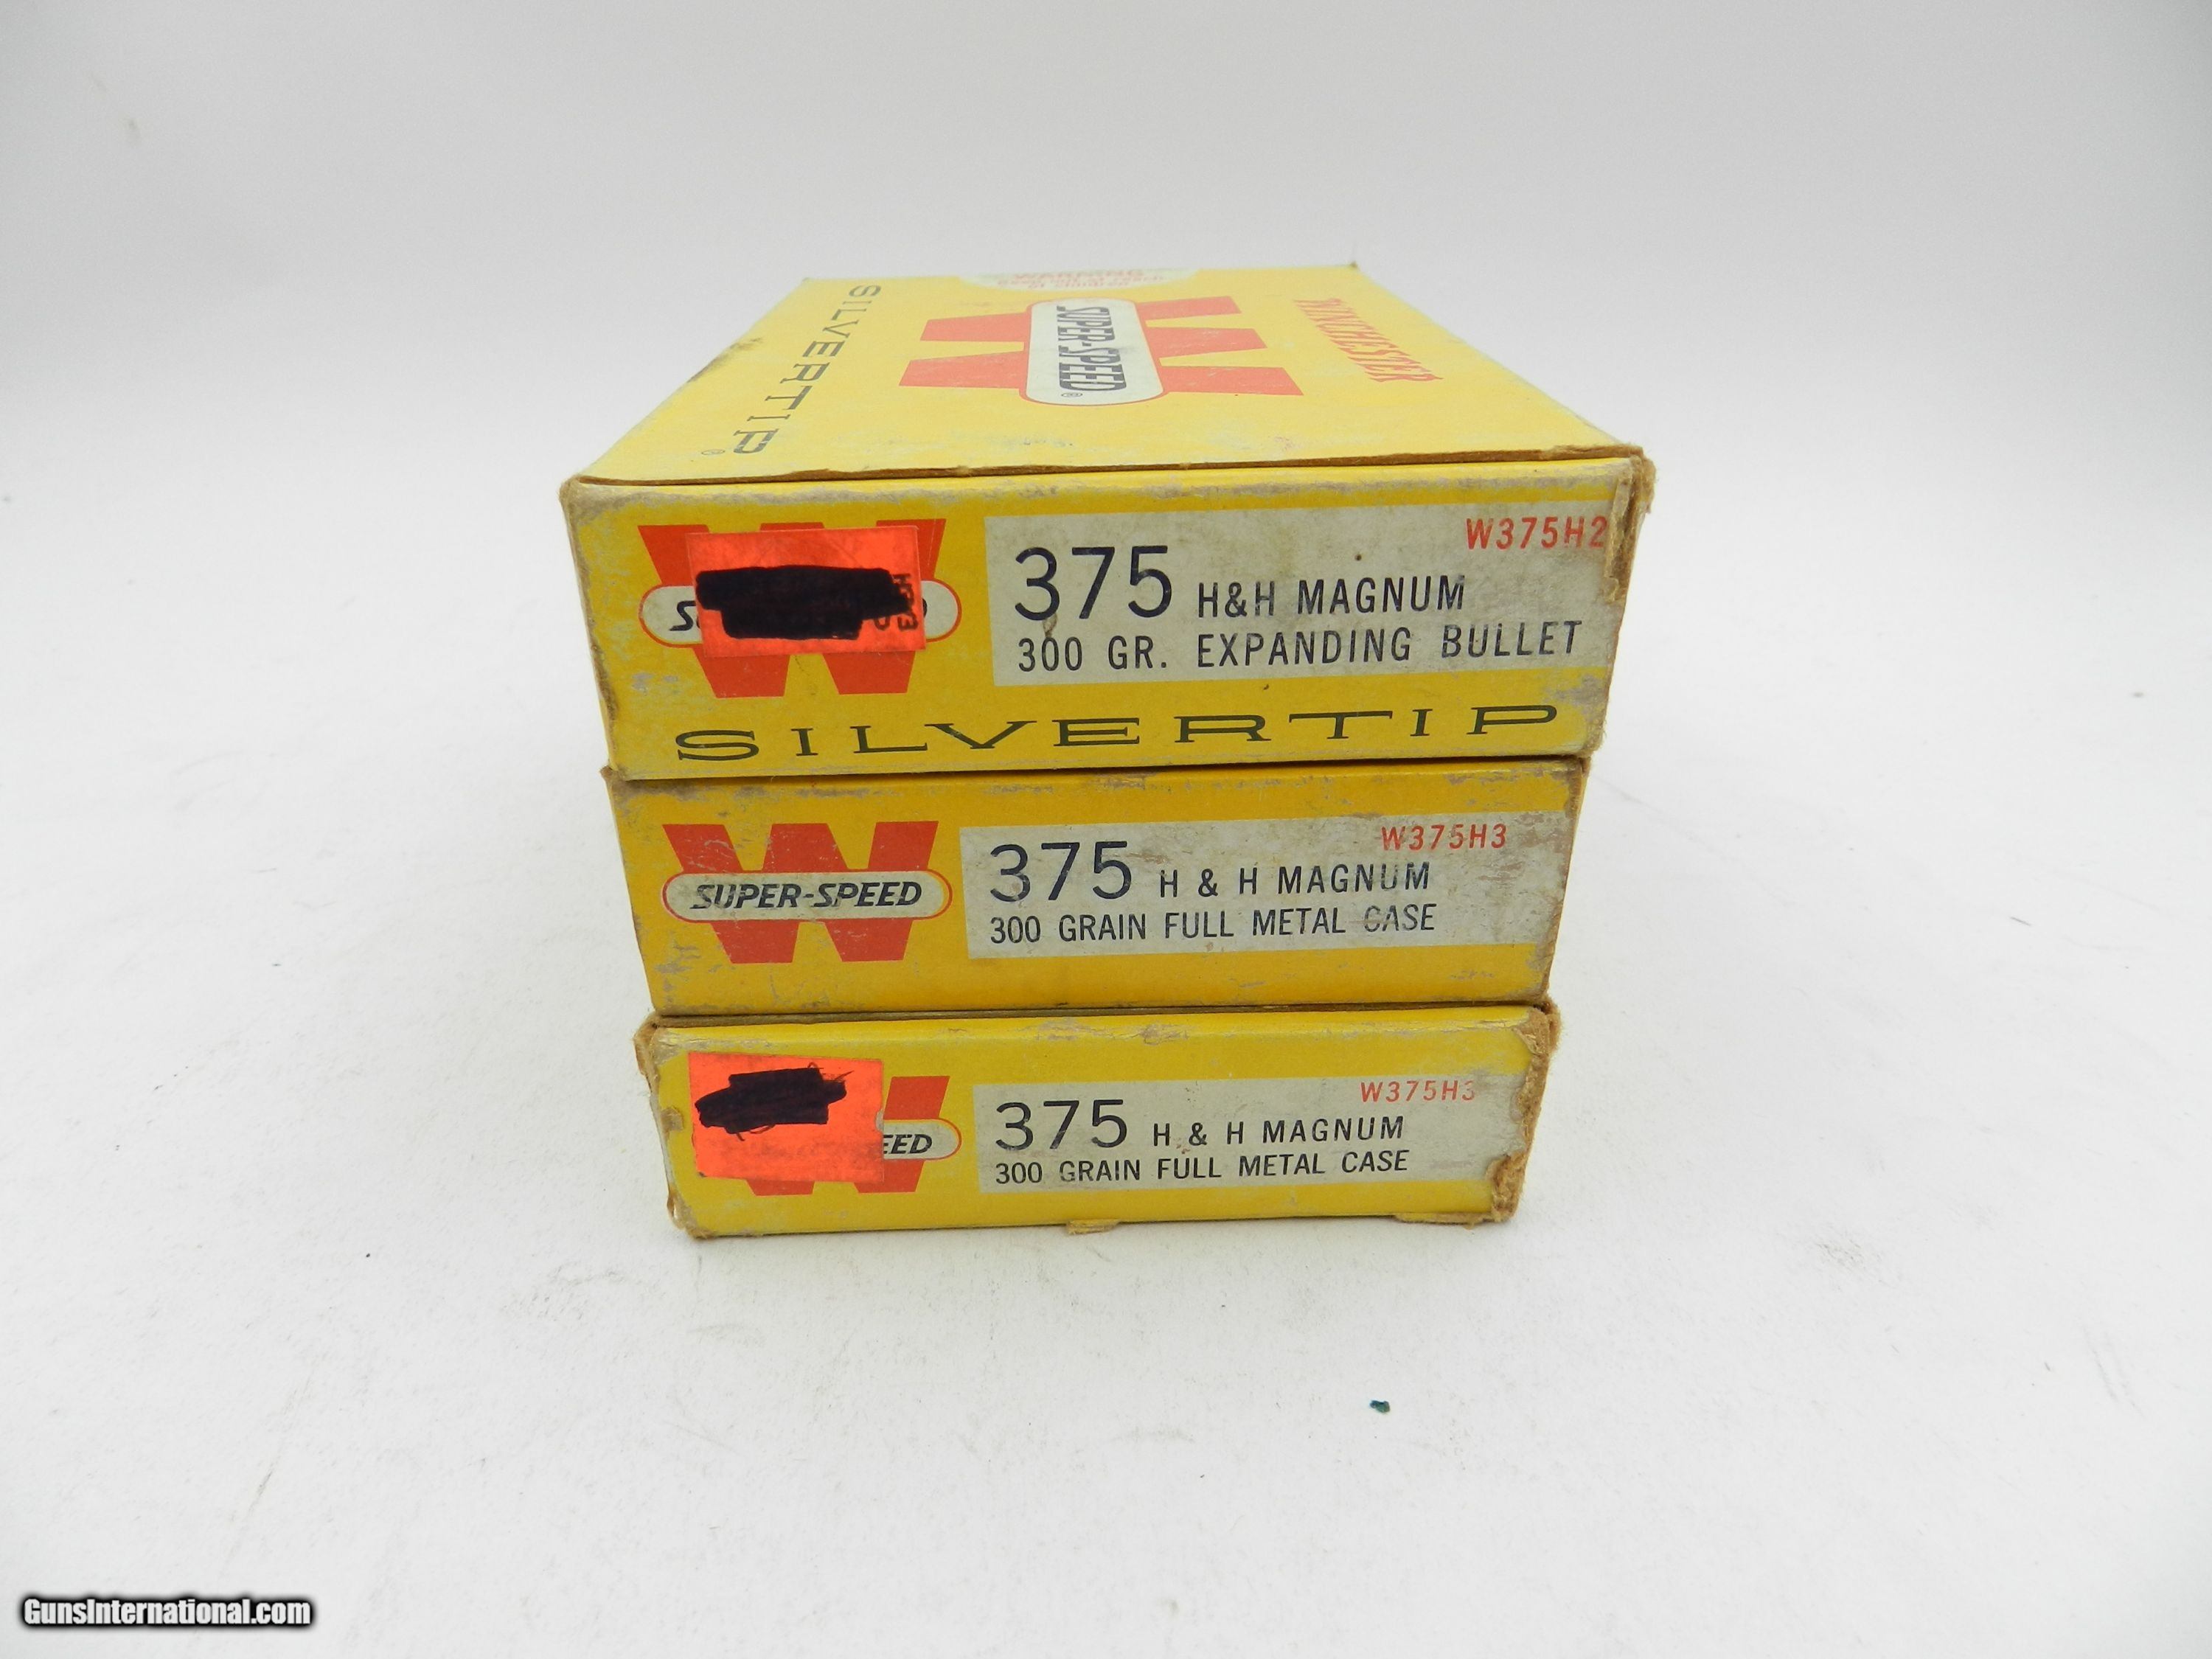 WARNING
SUPER-SPEED®
WINCHESTER
SILVERTIP®
W375H2
375 H&H MAGNUM
300 GR. EXPANDING BULLET
SILVERTIP
W375H3
SUPER-SPEED
375 H & H MAGNUM
300 GRAIN FULL METAL CASE
W375H3
375 H & H MAGNUM
300 GRAIN FULL METAL CASE
GunsInternational.com